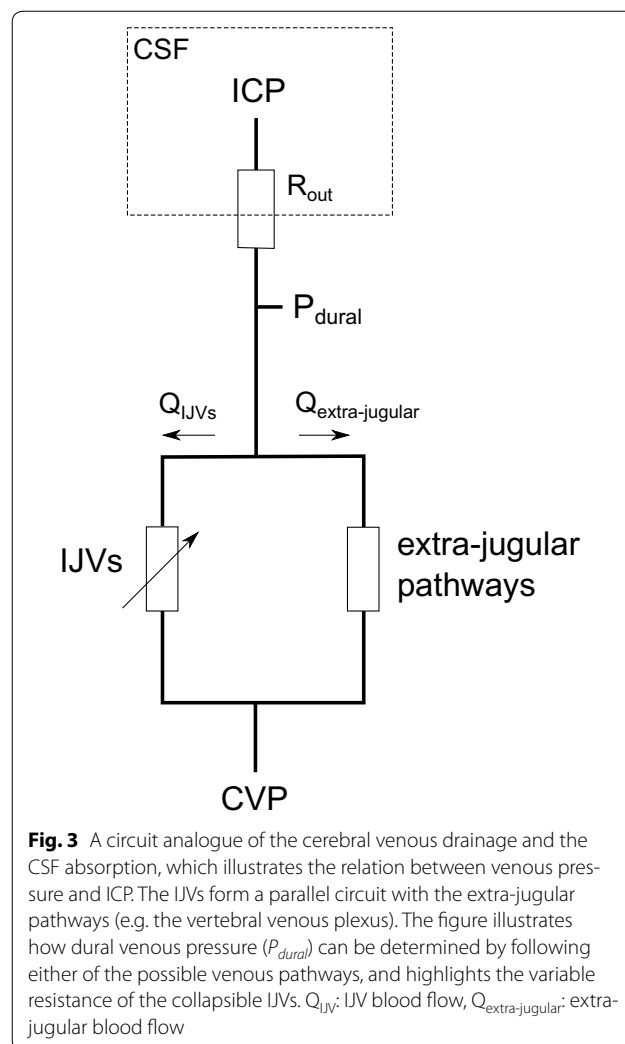 CSF
ICP
R_out
P_dural
Q_IJVs Q_extra-jugular
IJVs
extra-jugular
pathways
CVP
Fig. 3 A circuit analogue of the cerebral venous drainage and the
CSF absorption, which illustrates the relation between venous pres-
sure and ICP. The IJVs form a parallel circuit with the extra-jugular
pathways (e.g. the vertebral venous plexus). The figure illustrates
how dural venous pressure (P_dural) can be determined by following
either of the possible venous pathways, and highlights the variable
resistance of the collapsible IJVs. Q_IJV: IJV blood flow, Q_extra-jugular: extra-
jugular blood flow